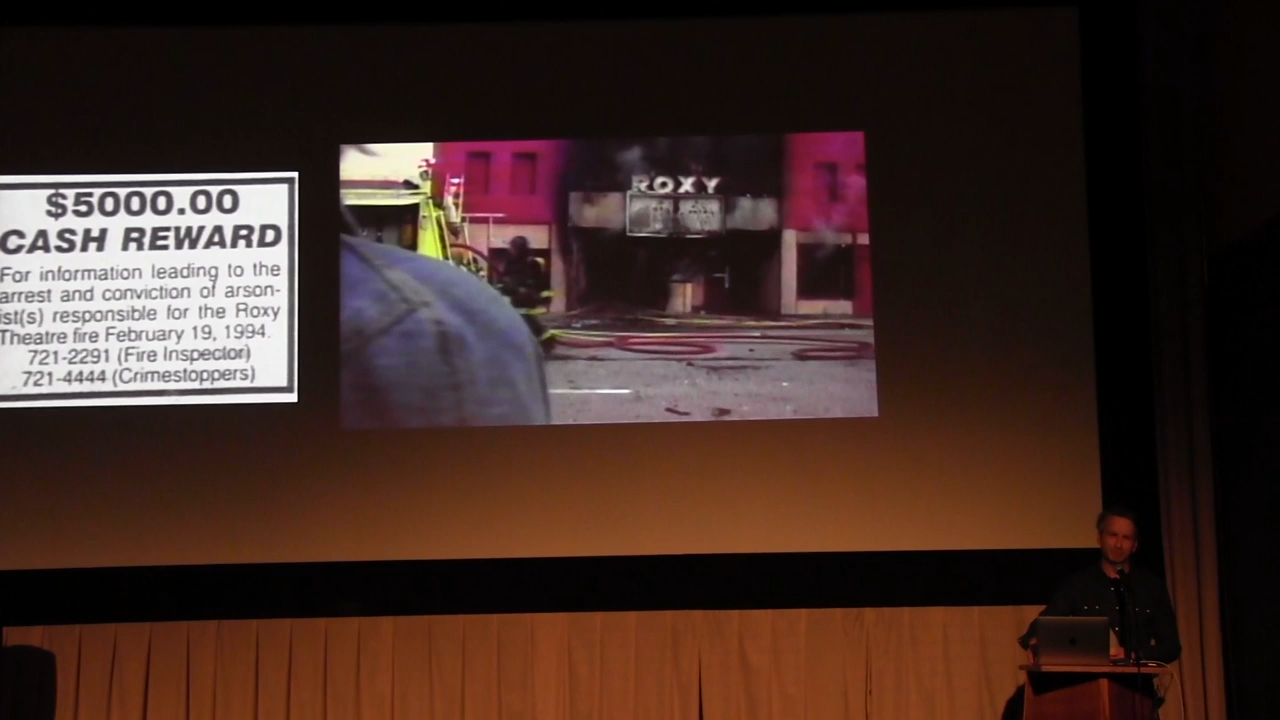 $5000.00
CASH REWARD
For information leading to the
arrest and conviction of arson-
ist(s) responsible for the Roxy
Theatre fire February 19, 1994.
721-2291 (Fire Inspector)
721-4444 (Crimestoppers)
ROXY